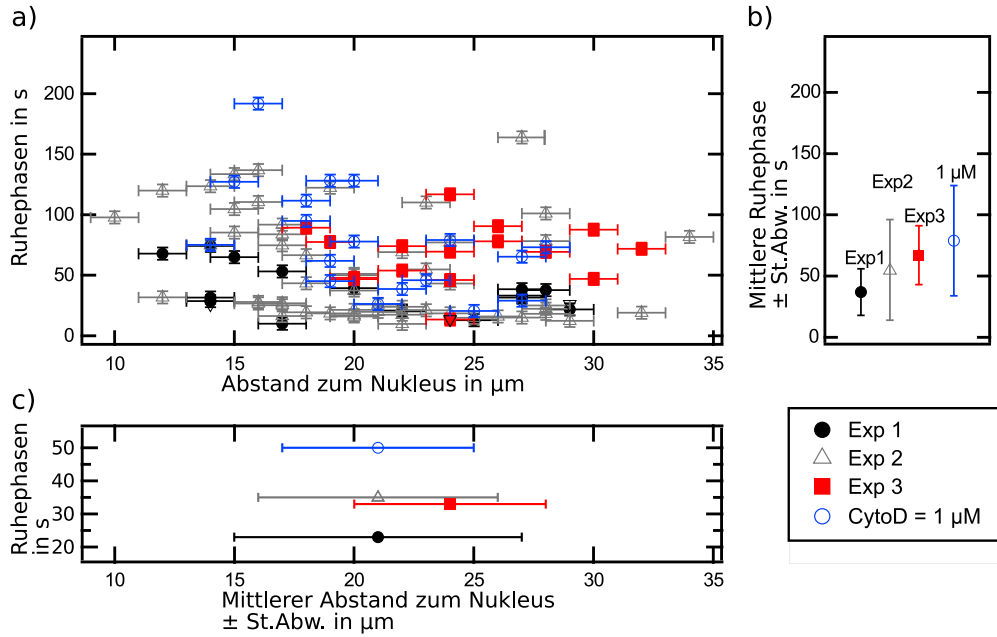 a)
Ruhephasen in s
200
150
100
50
0
10
15
20
25
30
35
Abstand zum Nukleus in µm
b)
Mittlere Ruhephase
± St.Abw. in s
200
150
100
50
0
Exp1
Exp2
Exp3
1 µM
c)
Ruhephasen
in s
50
40
30
20
10
15
20
25
30
35
Mittlerer Abstand zum Nukleus
± St.Abw. in µm
Exp 1
Exp 2
Exp 3
CytoD = 1 µM